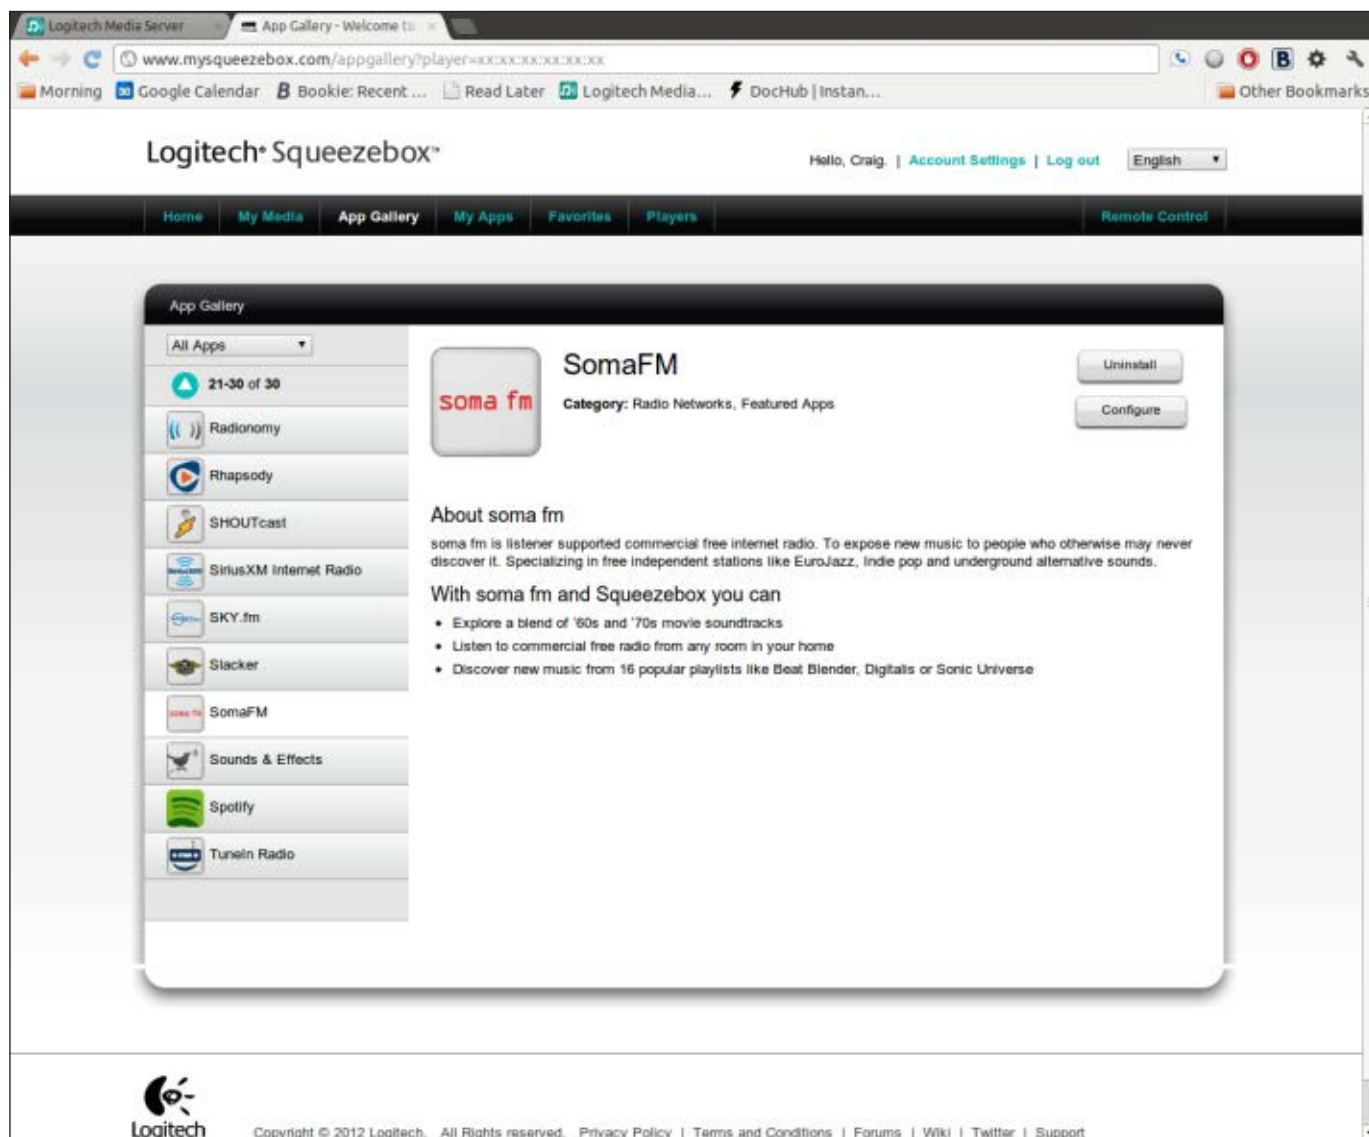 Logitech Media Server
App Gallery - Welcome to
www.mysqueezebox.com/appgallery?player=xx:xx:xx:xx:xx:xx
Morning Google Calendar Bookie: Recent ... Read Later Logitech Media... DocHub | Instan... Other Bookmarks
Logitech® Squeezebox™
Hello, Craig. | Account Settings | Log out English
Home My Media App Gallery My Apps Favorites Players Remote Control
App Gallery
All Apps
21-30 of 30
Radionomy
Rhapsody
SHOUTcast
SiriusXM Internet Radio
SKY.fm
Slacker
soma fm
SomaFM
Sounds & Effects
Spotify
TuneIn Radio
soma fm
SomaFM
Category: Radio Networks, Featured Apps
Uninstall
Configure
About soma fm
soma fm is listener supported commercial free internet radio. To expose new music to people who otherwise may never
discover it. Specializing in free independent stations like EuroJazz, Indie pop and underground alternative sounds.
With soma fm and Squeezebox you can
• Explore a blend of '60s and '70s movie soundtracks
• Listen to commercial free radio from any room in your home
• Discover new music from 16 popular playlists like Beat Blender, Digitalis or Sonic Universe
Logitech
Copyright © 2012 Logitech. All Rights reserved. Privacy Policy | Terms and Conditions | Forums | Wiki | Twitter | Support